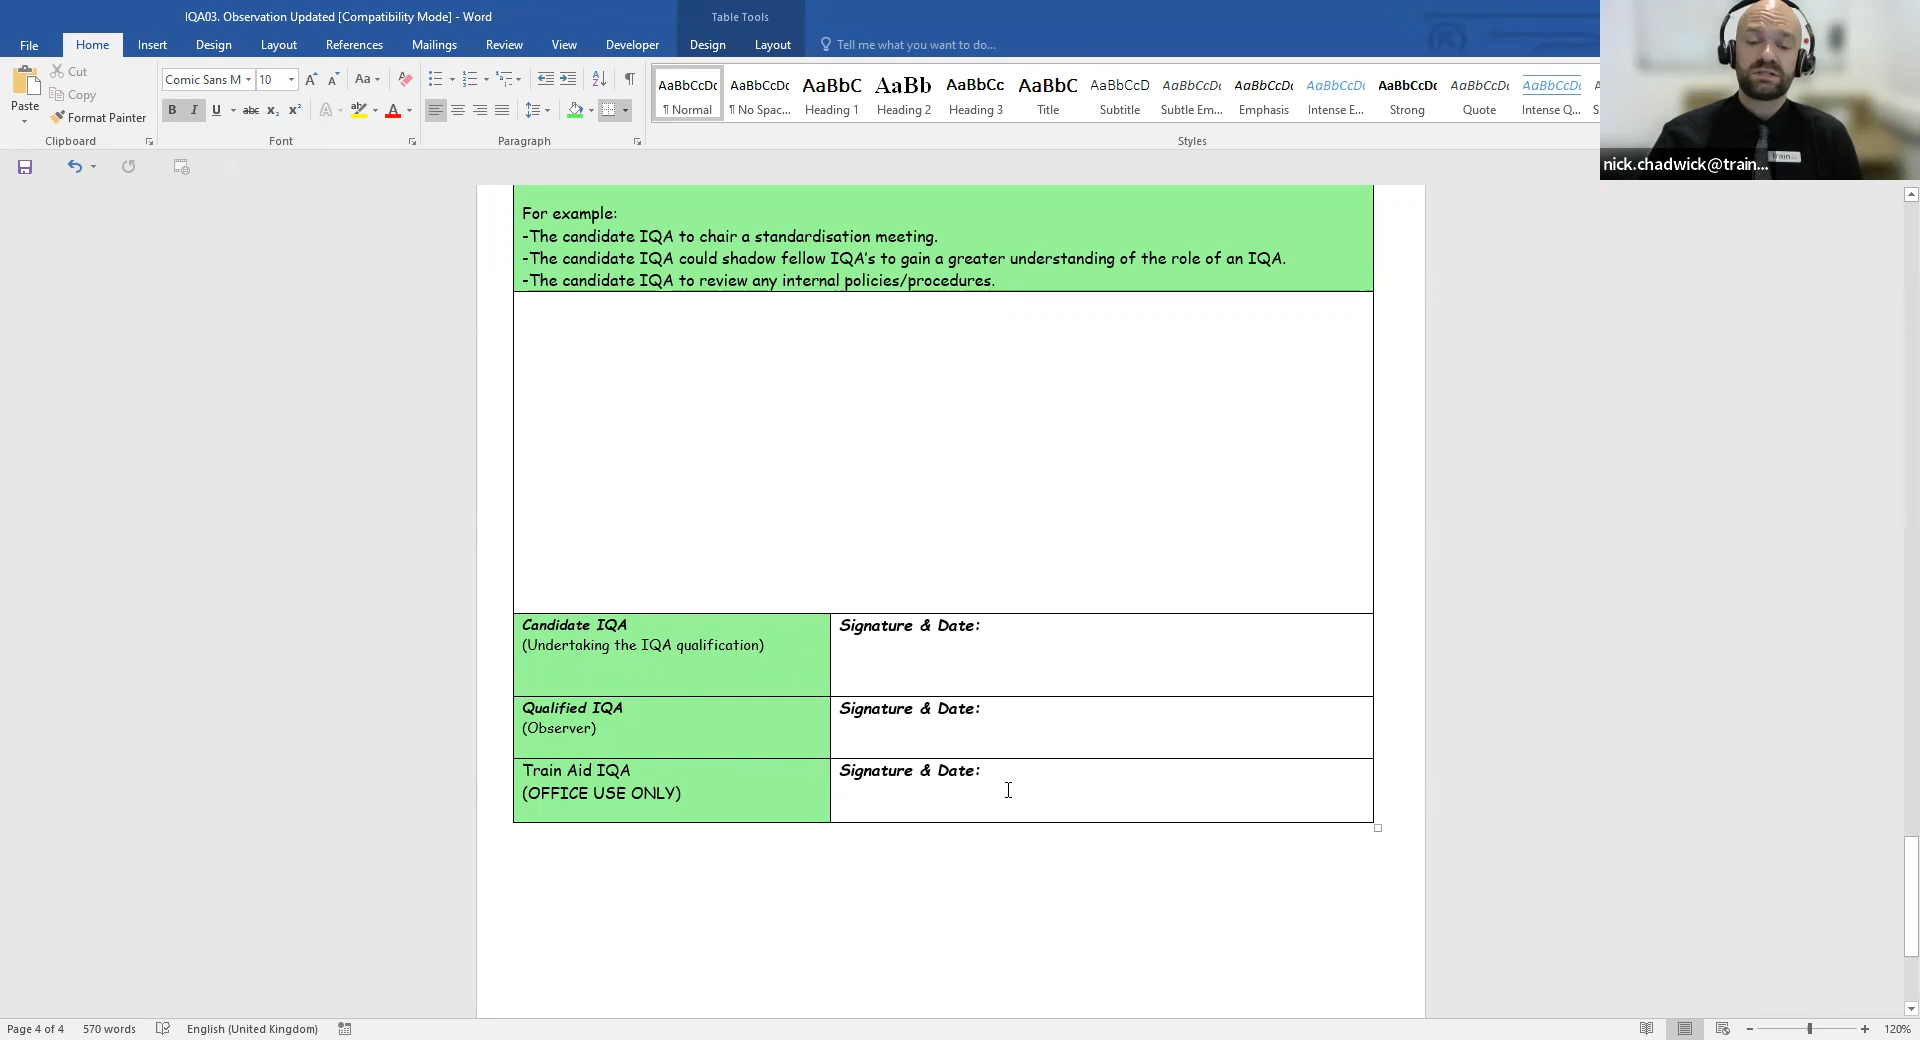 IQA03. Observation Updated [Compatibility Mode] - Word
Table Tools
File Home Insert Design Layout References Mailings Review View Developer Design Layout Tell me what you want to do...
Paste
Cut
Copy
Format Painter
Clipboard
Comic Sans M 10
Font
Paragraph
AaBbCcDc AaBbCcDc AaBbC AaBb AaBbCc AaBbC AaBbCcD AaBbCcDc AaBbCcDc AaBbCcDc AaBbCcDc AaBbCcDc AaBbCcDc
¶ Normal ¶ No Spac... Heading 1 Heading 2 Heading 3 Title Subtitle Subtle Em... Emphasis Intense E... Strong Quote Intense Q...
Styles
Train...
nick.chadwick@train...
For example:
-The candidate IQA to chair a standardisation meeting.
-The candidate IQA could shadow fellow IQA's to gain a greater understanding of the role of an IQA.
-The candidate IQA to review any internal policies/procedures.
Candidate IQA
(Undertaking the IQA qualification)
Signature & Date:
Qualified IQA
(Observer)
Signature & Date:
Train Aid IQA
(OFFICE USE ONLY)
Signature & Date:
Page 4 of 4 570 words English (United Kingdom) 120%